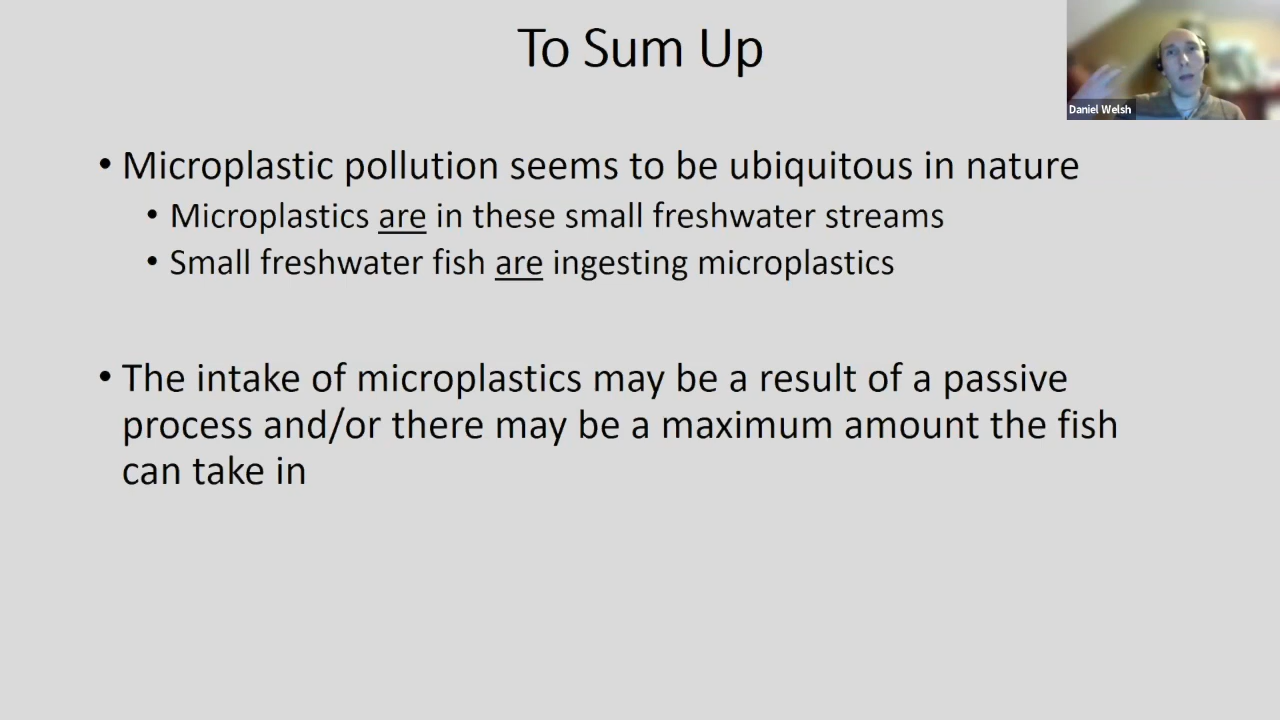 To Sum Up
Daniel Welsh
• Microplastic pollution seems to be ubiquitous in nature
• Microplastics are in these small freshwater streams
• Small freshwater fish are ingesting microplastics
• The intake of microplastics may be a result of a passive
process and/or there may be a maximum amount the fish
can take in